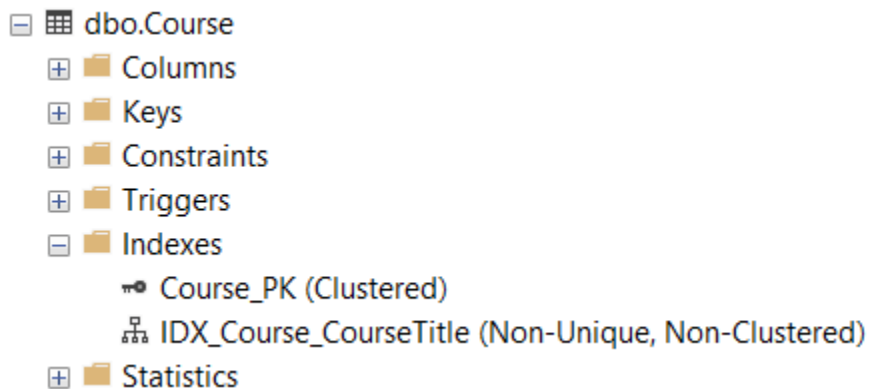 dbo.Course
Columns
Keys
Constraints
Triggers
Indexes
Course_PK (Clustered)
IDX_Course_CourseTitle (Non-Unique, Non-Clustered)
Statistics